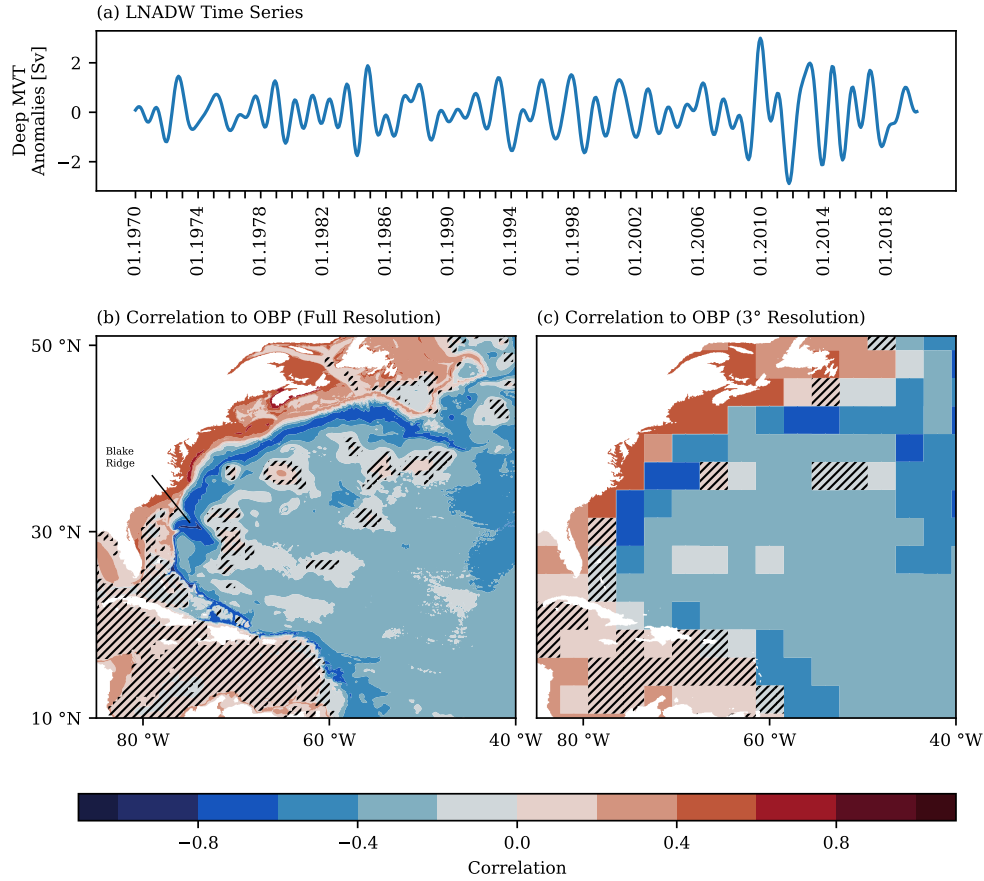 (a) LNADW Time Series
Deep MVT
Anomalies [Sv]
2
0
−2
01.1970
01.1974
01.1978
01.1982
01.1986
01.1990
01.1994
01.1998
01.2002
01.2006
01.2010
01.2014
01.2018
(b) Correlation to OBP (Full Resolution)
(c) Correlation to OBP (3° Resolution)
50 °N
30 °N
10 °N
Blake
Ridge
80 °W
60 °W
40 °W
80 °W
60 °W
40 °W
−0.8
−0.4
0.0
0.4
0.8
Correlation